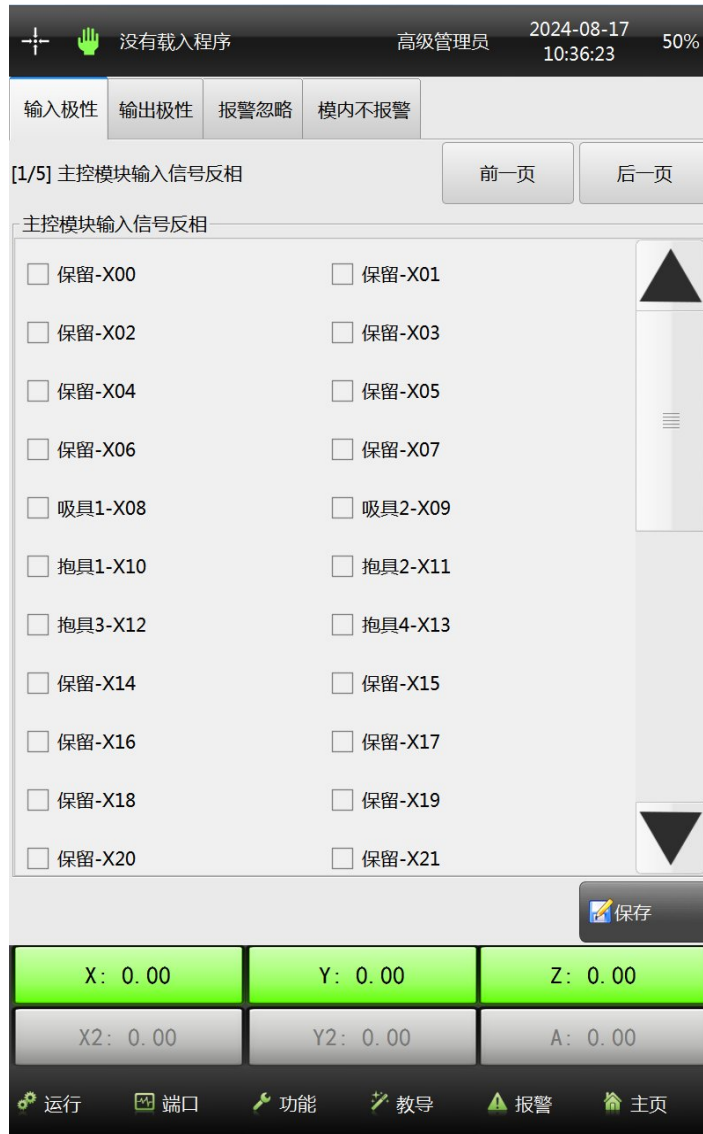 没有载入程序 高级管理员 2024-08-17 10:36:23 50%
输入极性 输出极性 报警忽略 模内不报警
[1/5] 主控模块输入信号反相 前一页 后一页
主控模块输入信号反相
保留-X00 保留-X01
保留-X02 保留-X03
保留-X04 保留-X05
保留-X06 保留-X07
吸具1-X08 吸具2-X09
抱具1-X10 抱具2-X11
抱具3-X12 抱具4-X13
保留-X14 保留-X15
保留-X16 保留-X17
保留-X18 保留-X19
保留-X20 保留-X21
保存
X: 0.00 Y: 0.00 Z: 0.00
X2: 0.00 Y2: 0.00 A: 0.00
运行 端口 功能 教导 报警 主页